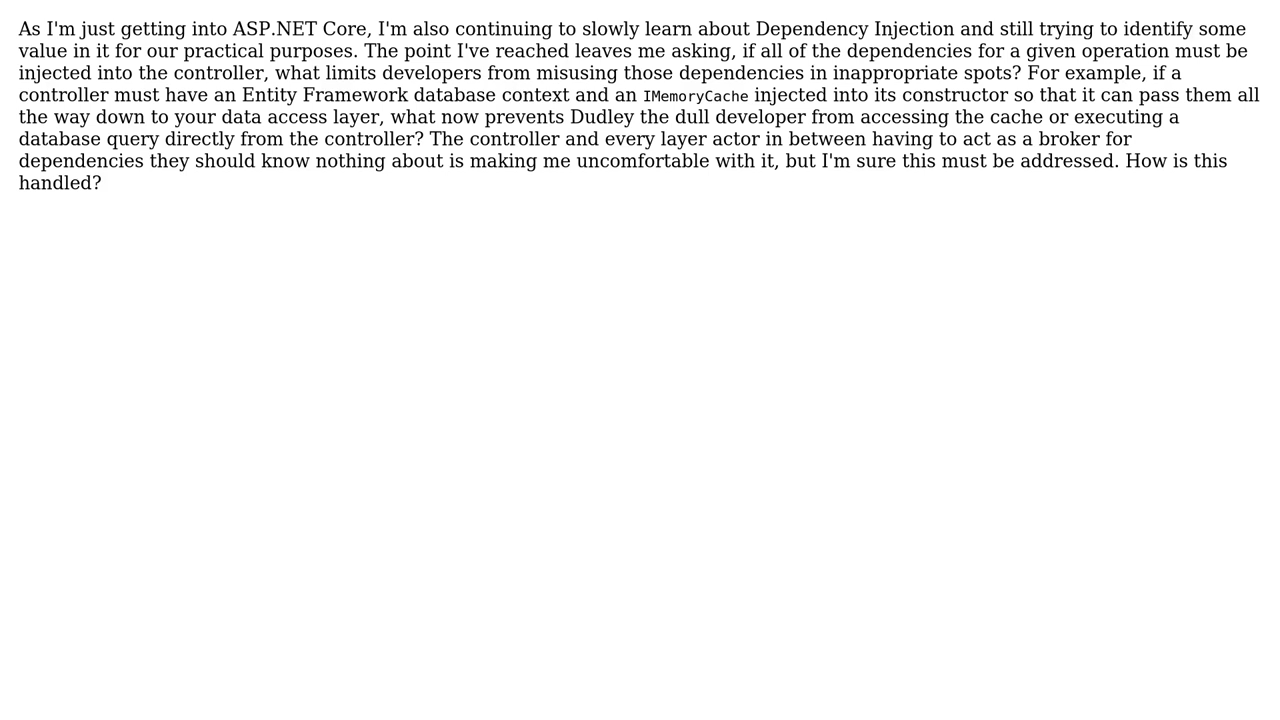 As I'm just getting into ASP.NET Core, I'm also continuing to slowly learn about Dependency Injection and still trying to identify some
value in it for our practical purposes. The point I've reached leaves me asking, if all of the dependencies for a given operation must be
injected into the controller, what limits developers from misusing those dependencies in inappropriate spots? For example, if a
controller must have an Entity Framework database context and an IMemoryCache injected into its constructor so that it can pass them all
the way down to your data access layer, what now prevents Dudley the dull developer from accessing the cache or executing a
database query directly from the controller? The controller and every layer actor in between having to act as a broker for
dependencies they should know nothing about is making me uncomfortable with it, but I'm sure this must be addressed. How is this
handled?